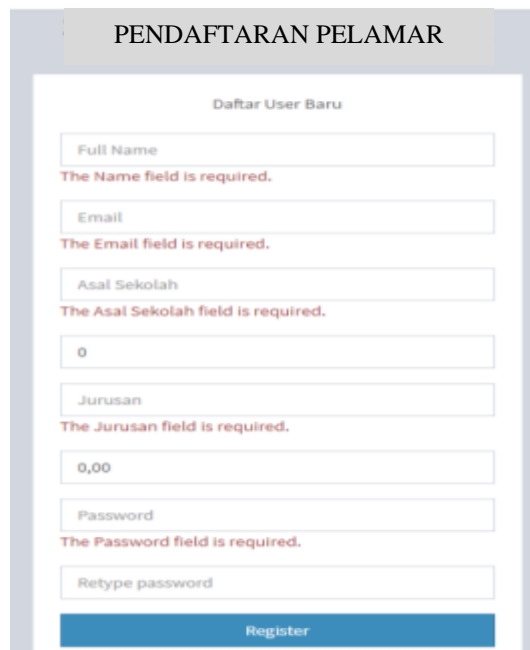 PENDAFTARAN PELAMAR
Daftar User Baru
Full Name
The Name field is required.
Email
The Email field is required.
Asal Sekolah
The Asal Sekolah field is required.
0
Jurusan
The Jurusan field is required.
0,00
Password
The Password field is required.
Retype password
Register